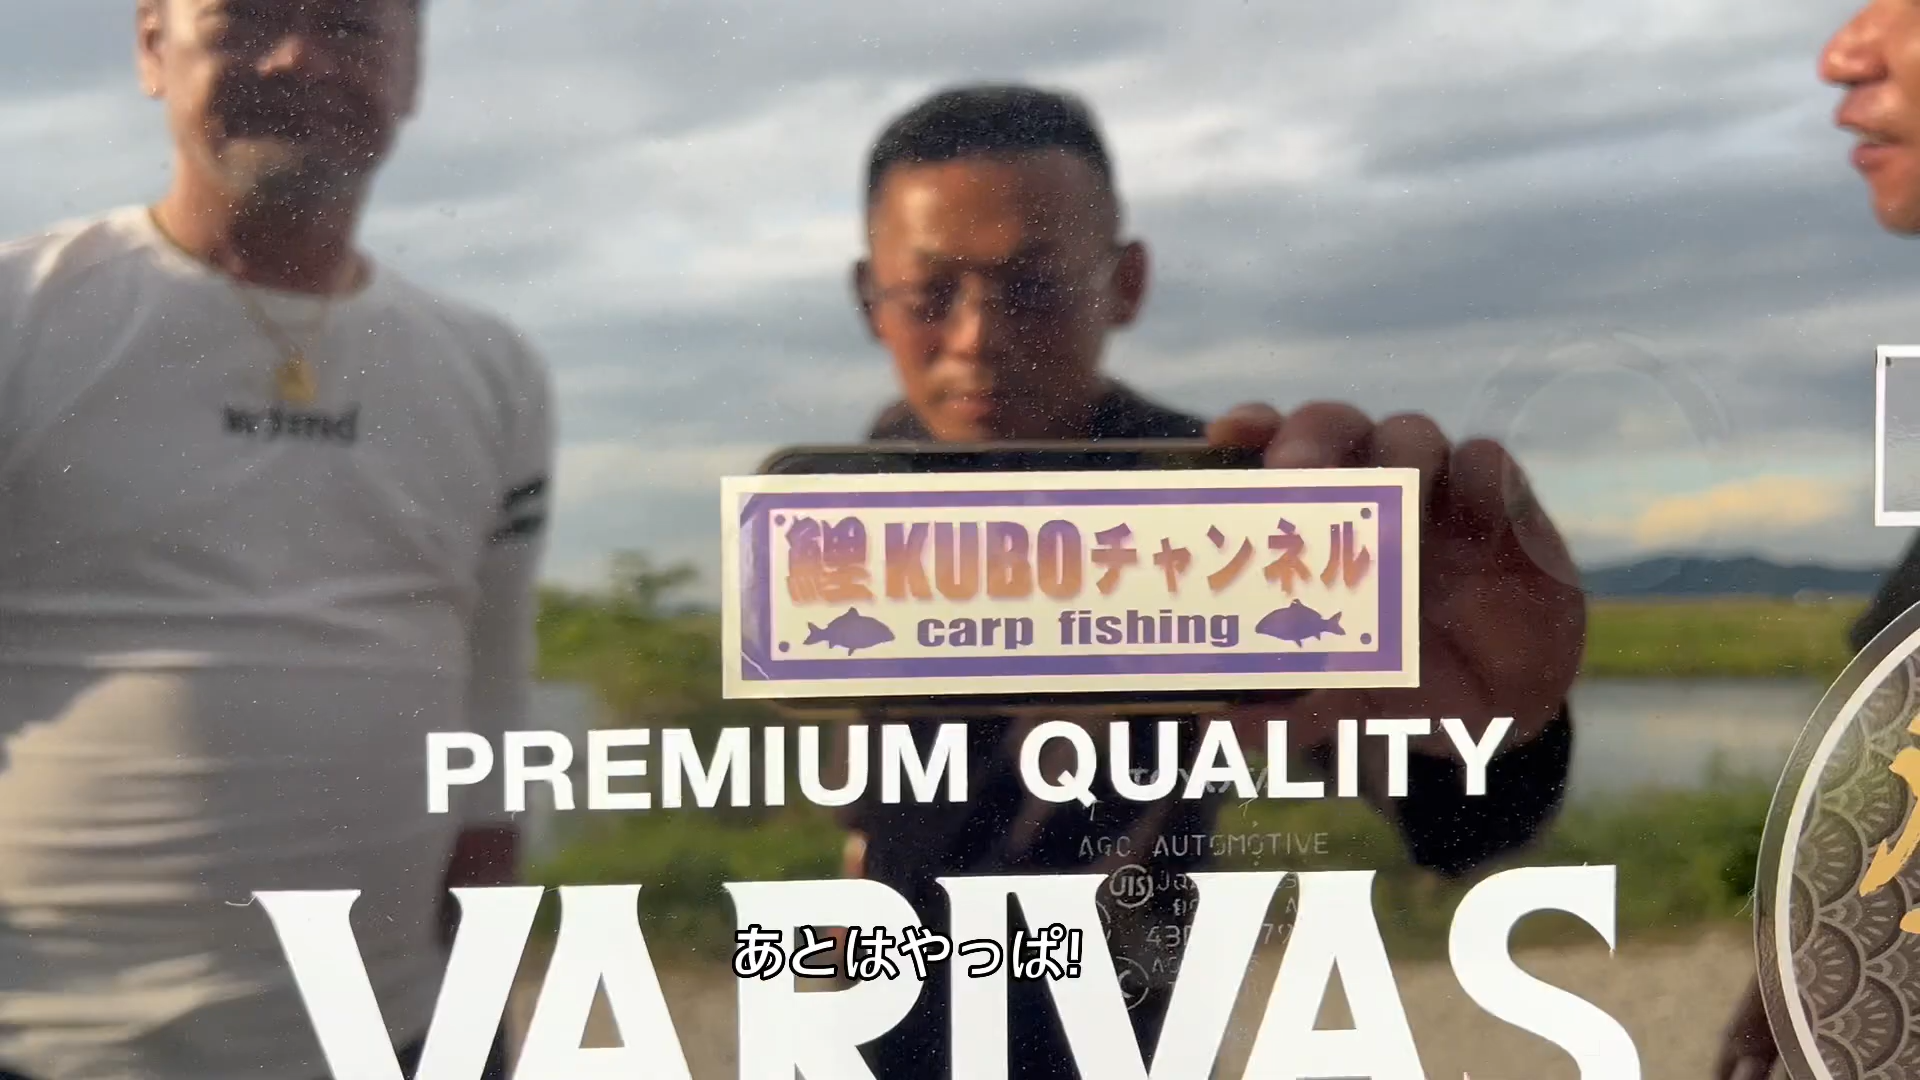 鯉KUBOチャンネル
carp fishing
PREMIUM QUALITY
AGC AUTOMOTIVE
JIS
VARIVAS
あとはやっぱ!